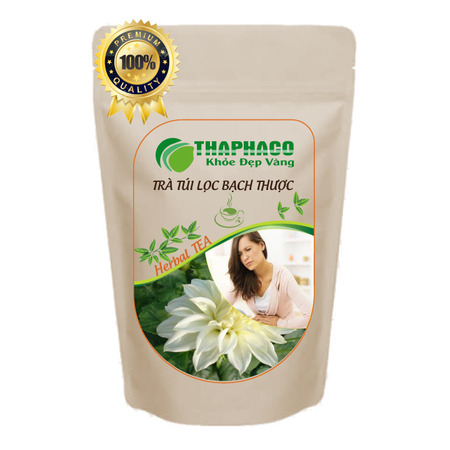 PREMIUM
100%
QUALITY
THAPHACO
Khỏe Đẹp Vàng
TRÀ TÚI LỌC BẠCH THƯỢC
Herbal TEA